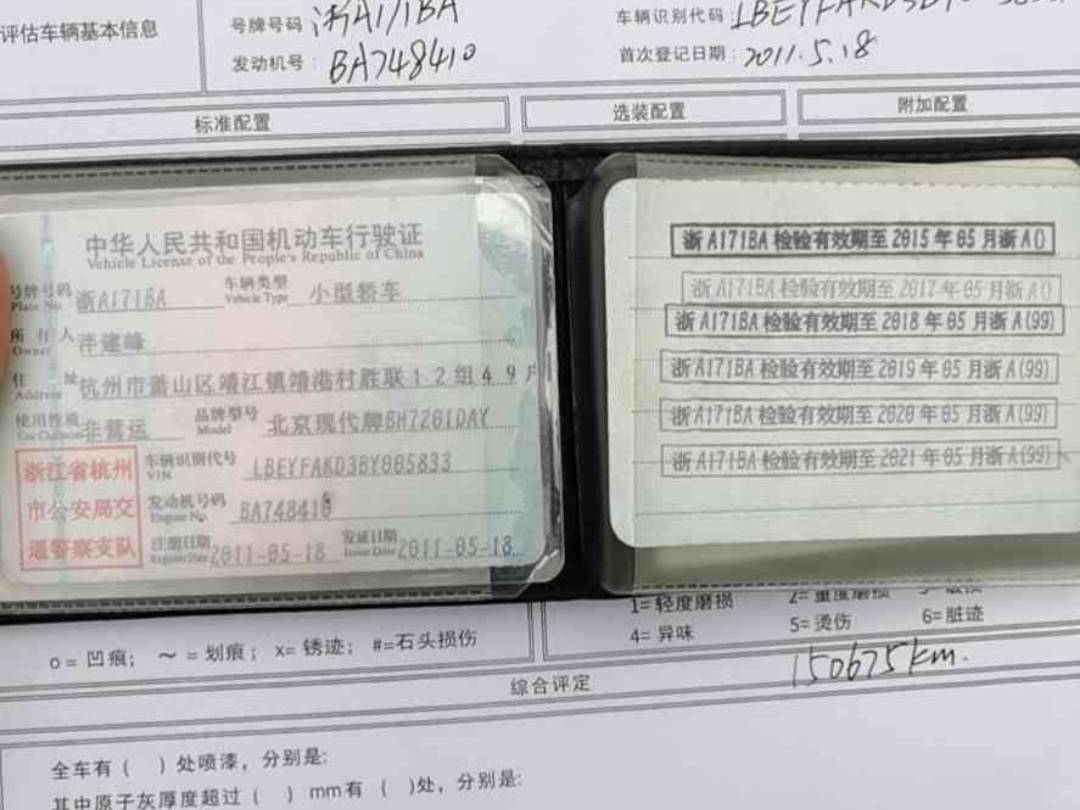 评估车辆基本信息
号牌号码 浙A171BA
车辆识别代码:
发动机号: BA748410
首次登记日期: 2011.5.18
标准配置
选装配置
附加配置
中华人民共和国机动车行驶证
Vehicle License of the People's Republic of China
号牌号码 浙A171BA 车辆类型 小型轿车
Plate No. Vehicle Type
所有人 建峰
Owner
住址 杭州市萧山区靖江镇靖港村胜联12组49户
Address
使用性质 非营运 品牌型号 北京现代牌BH7201DAY
Use Character Model
浙江省杭州
市公安局交
通警察支队
车辆识别代号 LBEYFAKD3BY005833
VIN
发动机号码 BA748410
Engine No.
注册日期 2011-05-18 发证日期 2011-05-18
Register Date Issue Date
浙A171BA检验有效期至2015年05月浙A()
浙A171BA检验有效期至2017年05月浙A()
浙A171BA检验有效期至2018年05月浙A(99)
浙A171BA检验有效期至2019年05月浙A(99)
浙A171BA检验有效期至2020年05月浙A(99)
浙A171BA检验有效期至2021年05月浙A(99)
o=凹痕; ～=划痕; x=锈迹; #=石头损伤
1=轻度磨损 2=重度磨损
4=异味 5=烫伤 6=脏迹
150675km.
综合评定
全车有( )处喷漆，分别是:
其中原子灰厚度超过( )mm有( )处，分别是: